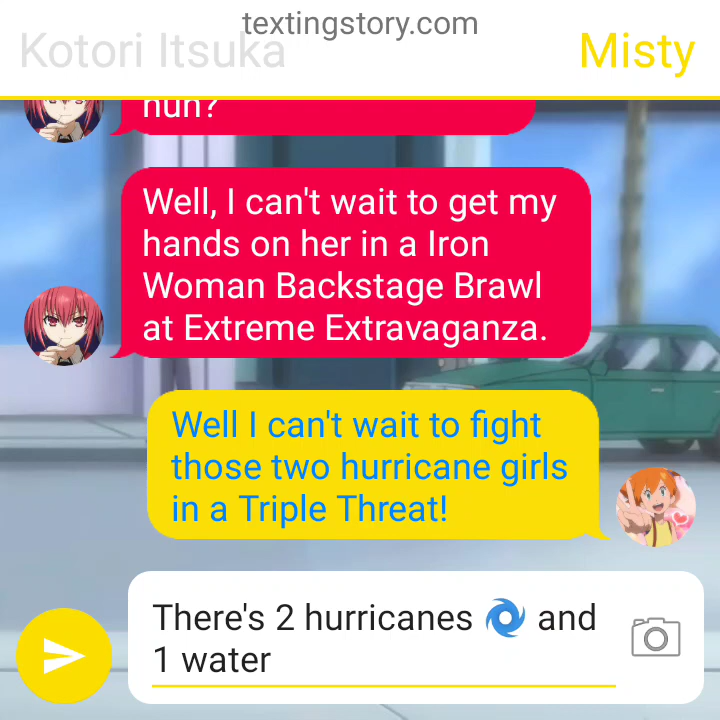 textingstory.com
Kotori Itsuka
Misty
huh?
Well, I can't wait to get my
hands on her in a Iron
Woman Backstage Brawl
at Extreme Extravaganza.
Well I can't wait to fight
those two hurricane girls
in a Triple Threat!
There's 2 hurricanes 🌀 and
1 water